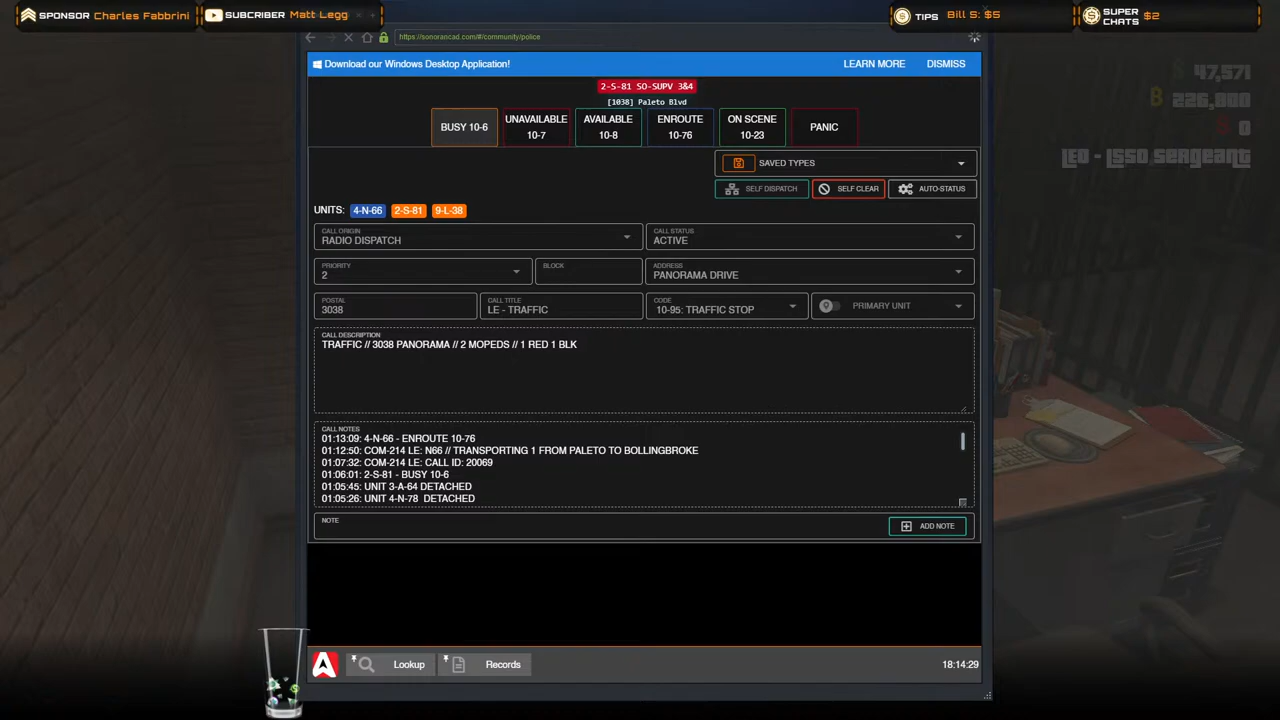 SPONSOR Charles Fabbrini
SUBCRIBER Matt Legg
TIPS Bill S: $5
SUPER CHATS $2
https://sonorancad.com/#/community/police
Download our Windows Desktop Application!
LEARN MORE
DISMISS
2-S-81 SO-SUPV 3&4
[1038] Paleto Blvd
BUSY 10-6
UNAVAILABLE 10-7
AVAILABLE 10-8
ENROUTE 10-76
ON SCENE 10-23
PANIC
47,571
226,000
0
LEO - LSSO Sergeant
SAVED TYPES
SELF DISPATCH
SELF CLEAR
AUTO-STATUS
UNITS: 4-N-66 2-S-81 9-L-38
CALL ORIGIN
RADIO DISPATCH
CALL STATUS
ACTIVE
PRIORITY
2
BLOCK
ADDRESS
PANORAMA DRIVE
POSTAL
3038
CALL TITLE
LE - TRAFFIC
CODE
10-95: TRAFFIC STOP
PRIMARY UNIT
CALL DESCRIPTION
TRAFFIC // 3038 PANORAMA // 2 MOPEDS // 1 RED 1 BLK
CALL NOTES
01:13:09: 4-N-66 - ENROUTE 10-76
01:12:50: COM-214 LE: N66 // TRANSPORTING 1 FROM PALETO TO BOLLINGBROKE
01:07:32: COM-214 LE: CALL ID: 20069
01:06:01: 2-S-81 - BUSY 10-6
01:05:45: UNIT 3-A-64 DETACHED
01:05:26: UNIT 4-N-78 DETACHED
NOTE
ADD NOTE
Lookup
Records
18:14:29